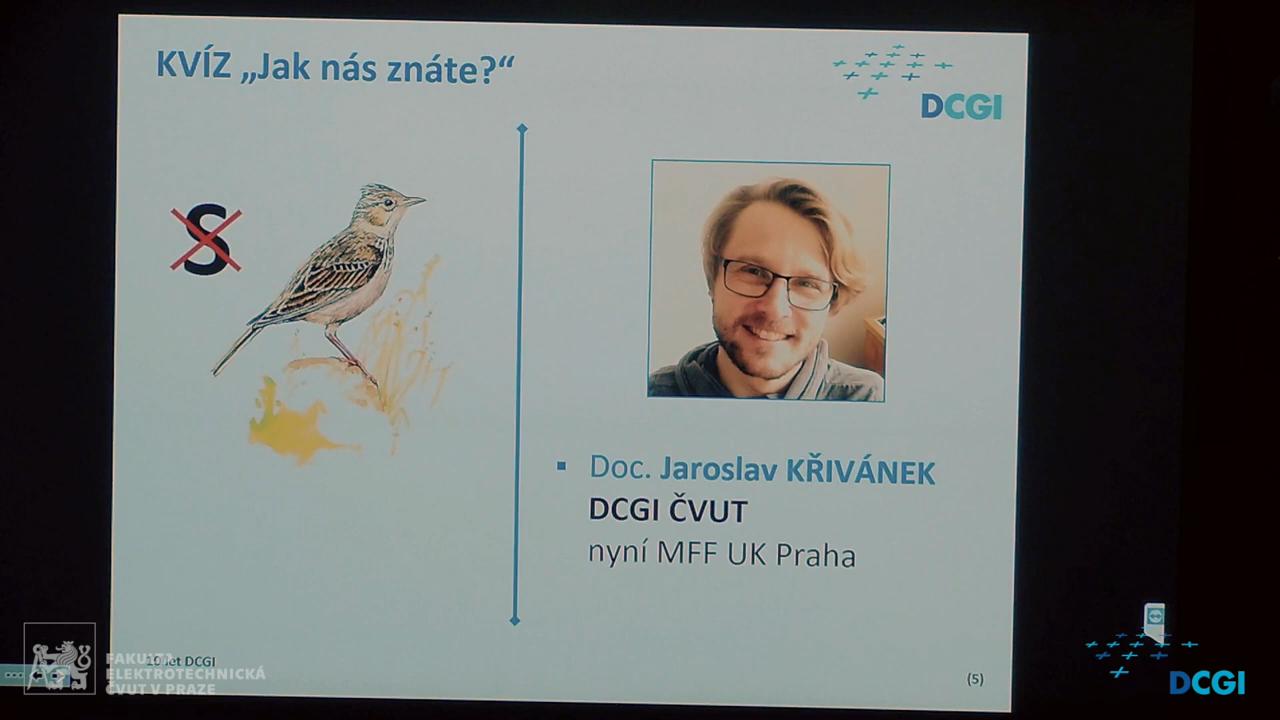 KVÍZ „Jak nás znáte?“
DCGI
S
Doc. Jaroslav KŘIVÁNEK
DCGI ČVUT
nyní MFF UK Praha
10 let DCGI
(5)
FAKULTA
ELEKTROTECHNICKÁ
ČVUT V PRAZE
DCGI